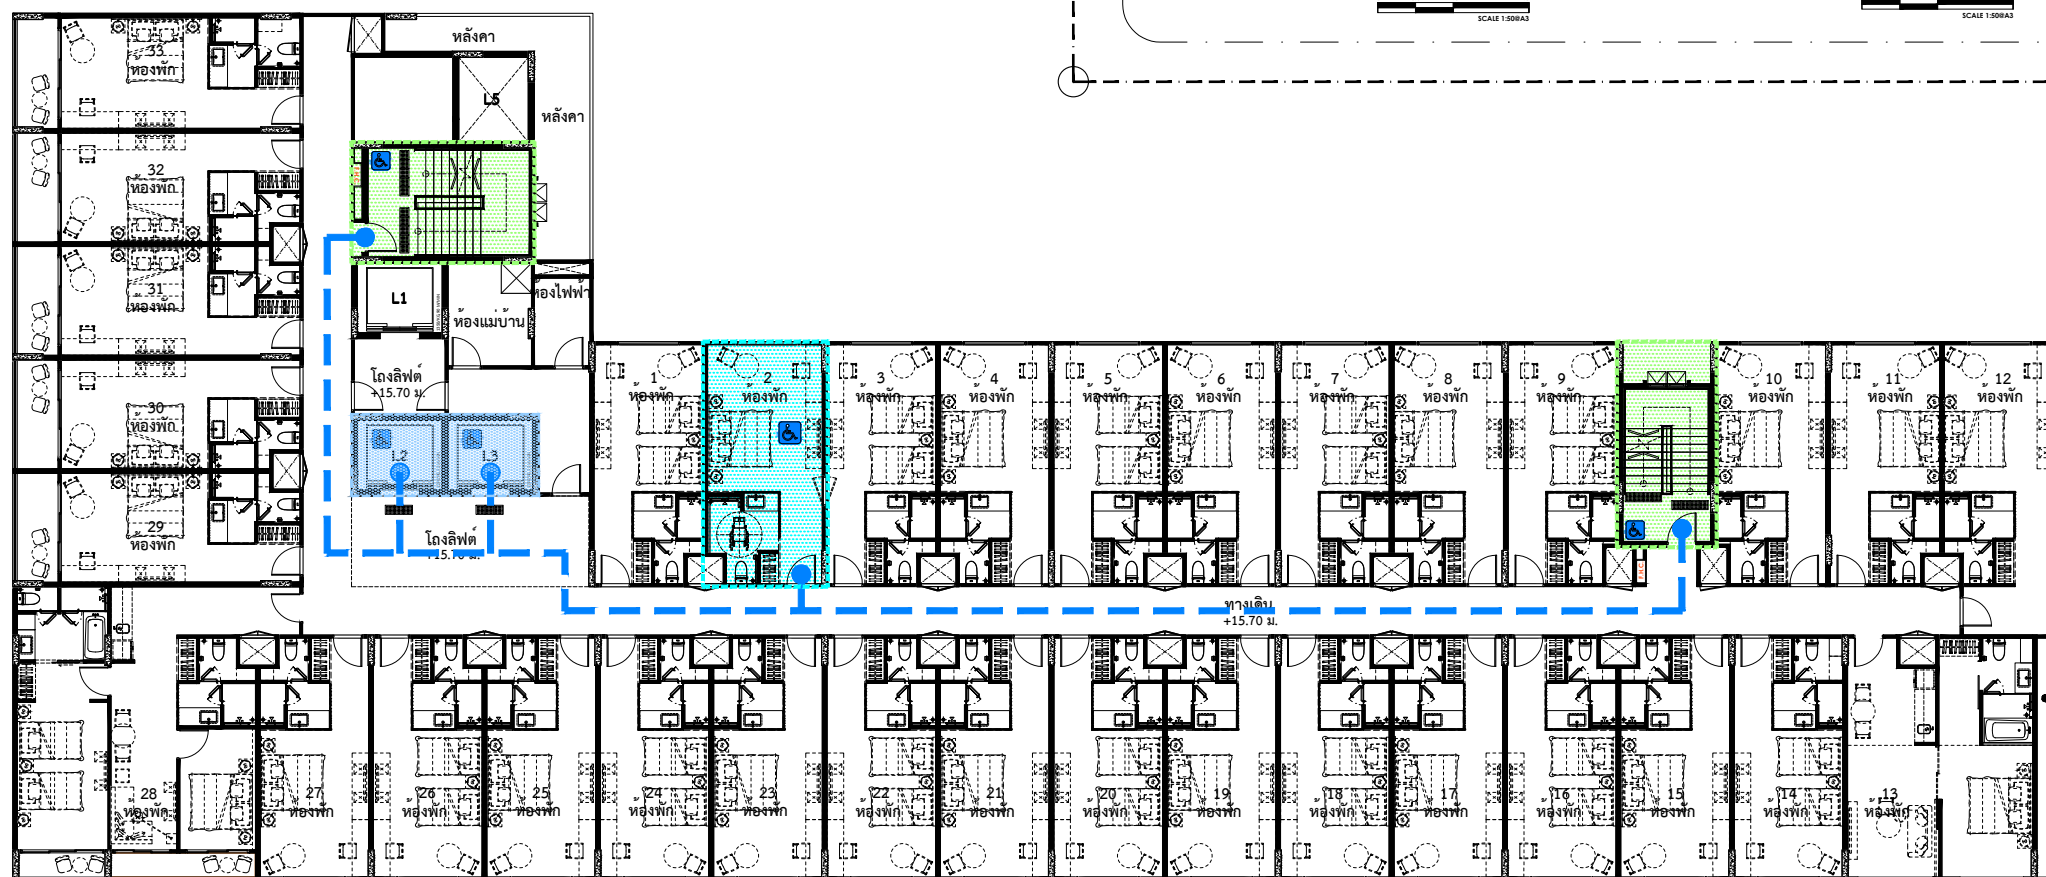 SCALE 1:50@A3
SCALE 1:50@A3
หลังคา
L5
หลังคา
33
ห้องพัก
32
ห้องพัก
31
ห้องพัก
30
ห้องพัก
29
ห้องพัก
F.H.C
L1
ห้องไฟฟ้า
ห้องแม่บ้าน
โถงลิฟต์
+15.70 ม.
L2
L3
โถงลิฟต์
+15.70 ม.
1
ห้องพัก
2
ห้องพัก
3
ห้องพัก
4
ห้องพัก
5
ห้องพัก
6
ห้องพัก
7
ห้องพัก
8
ห้องพัก
9
ห้องพัก
10
ห้องพัก
11
ห้องพัก
12
ห้องพัก
F.H.C
ทางเดิน
+15.70 ม.
28
ห้องพัก
27
ห้องพัก
26
ห้องพัก
25
ห้องพัก
24
ห้องพัก
23
ห้องพัก
22
ห้องพัก
21
ห้องพัก
20
ห้องพัก
19
ห้องพัก
18
ห้องพัก
17
ห้องพัก
16
ห้องพัก
15
ห้องพัก
14
ห้องพัก
13
ห้องพัก